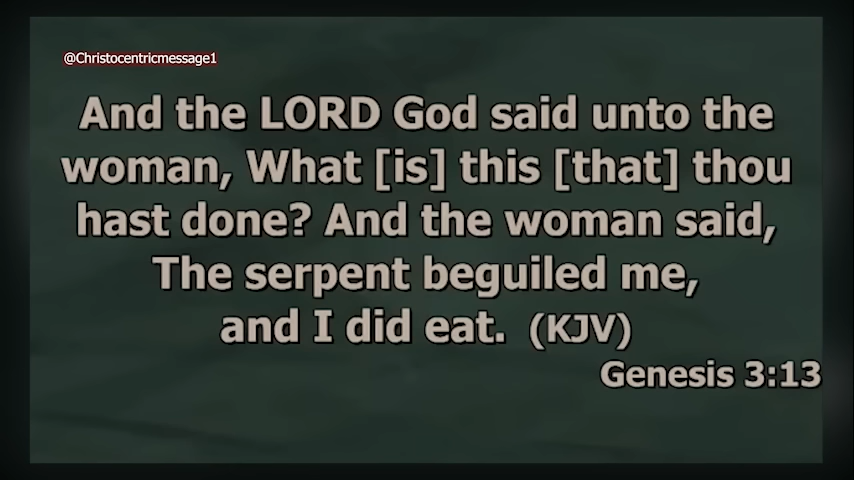 @Christocentricmessage1
And the LORD God said unto the
woman, What [is] this [that] thou
hast done? And the woman said,
The serpent beguiled me,
and I did eat. (KJV)
Genesis 3:13